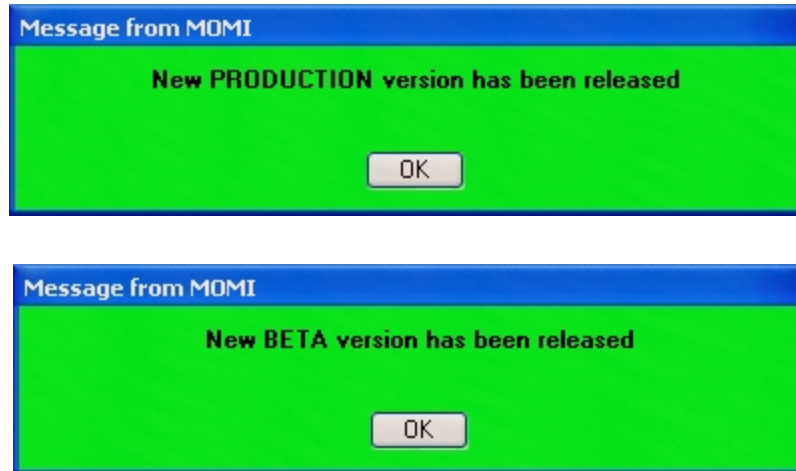 Message from MOMI
New PRODUCTION version has been released
OK
Message from MOMI
New BETA version has been released
OK